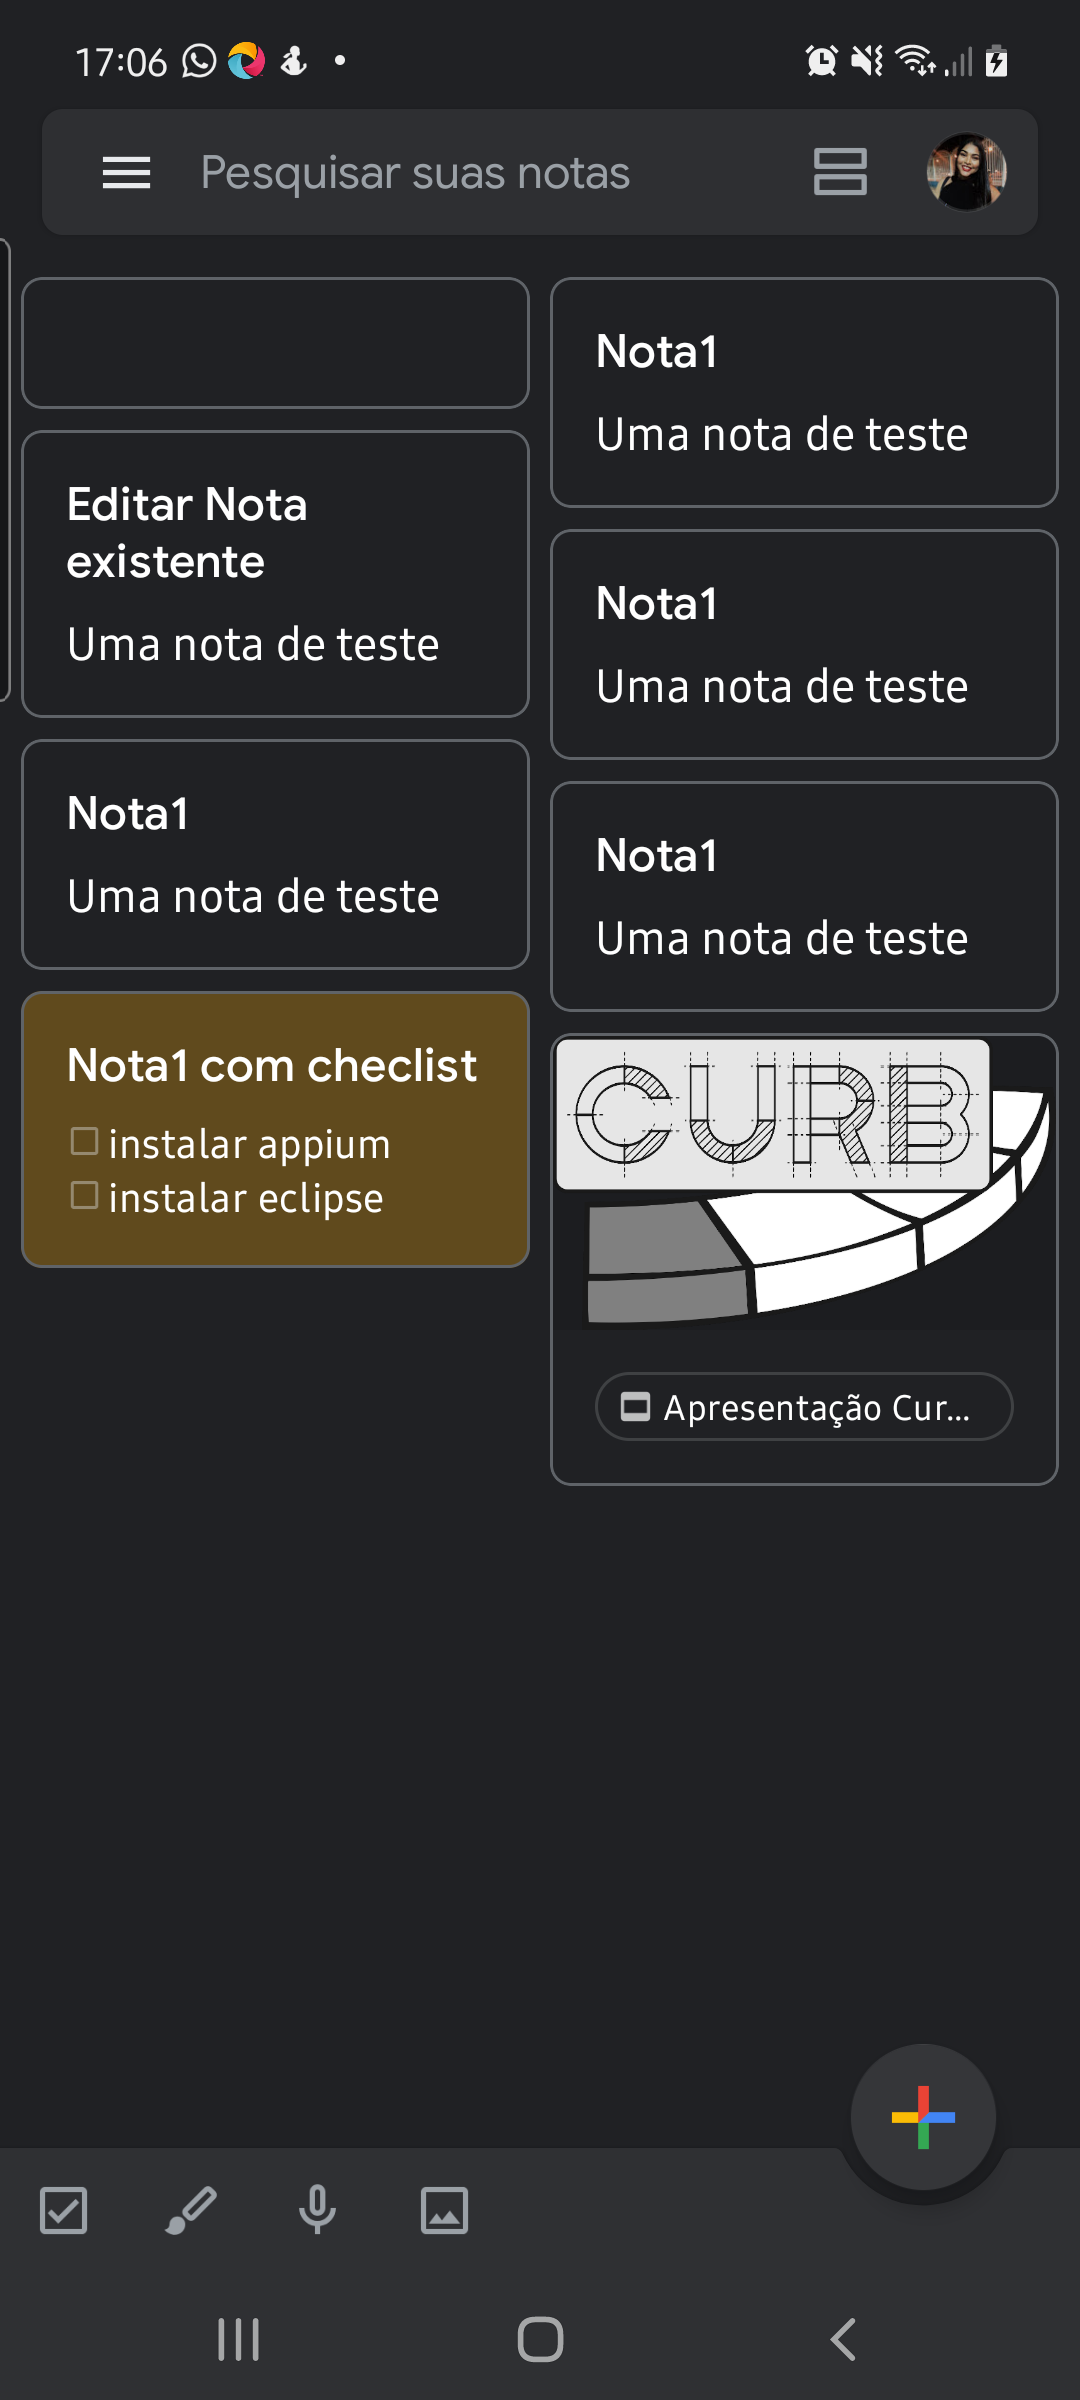 17:06
Pesquisar suas notas
Nota1
Uma nota de teste
Editar Nota
existente
Uma nota de teste
Nota1
Uma nota de teste
Nota1
Uma nota de teste
Nota1
Uma nota de teste
Nota1 com checlist
instalar appium
instalar eclipse
CURB
Apresentação Cur...